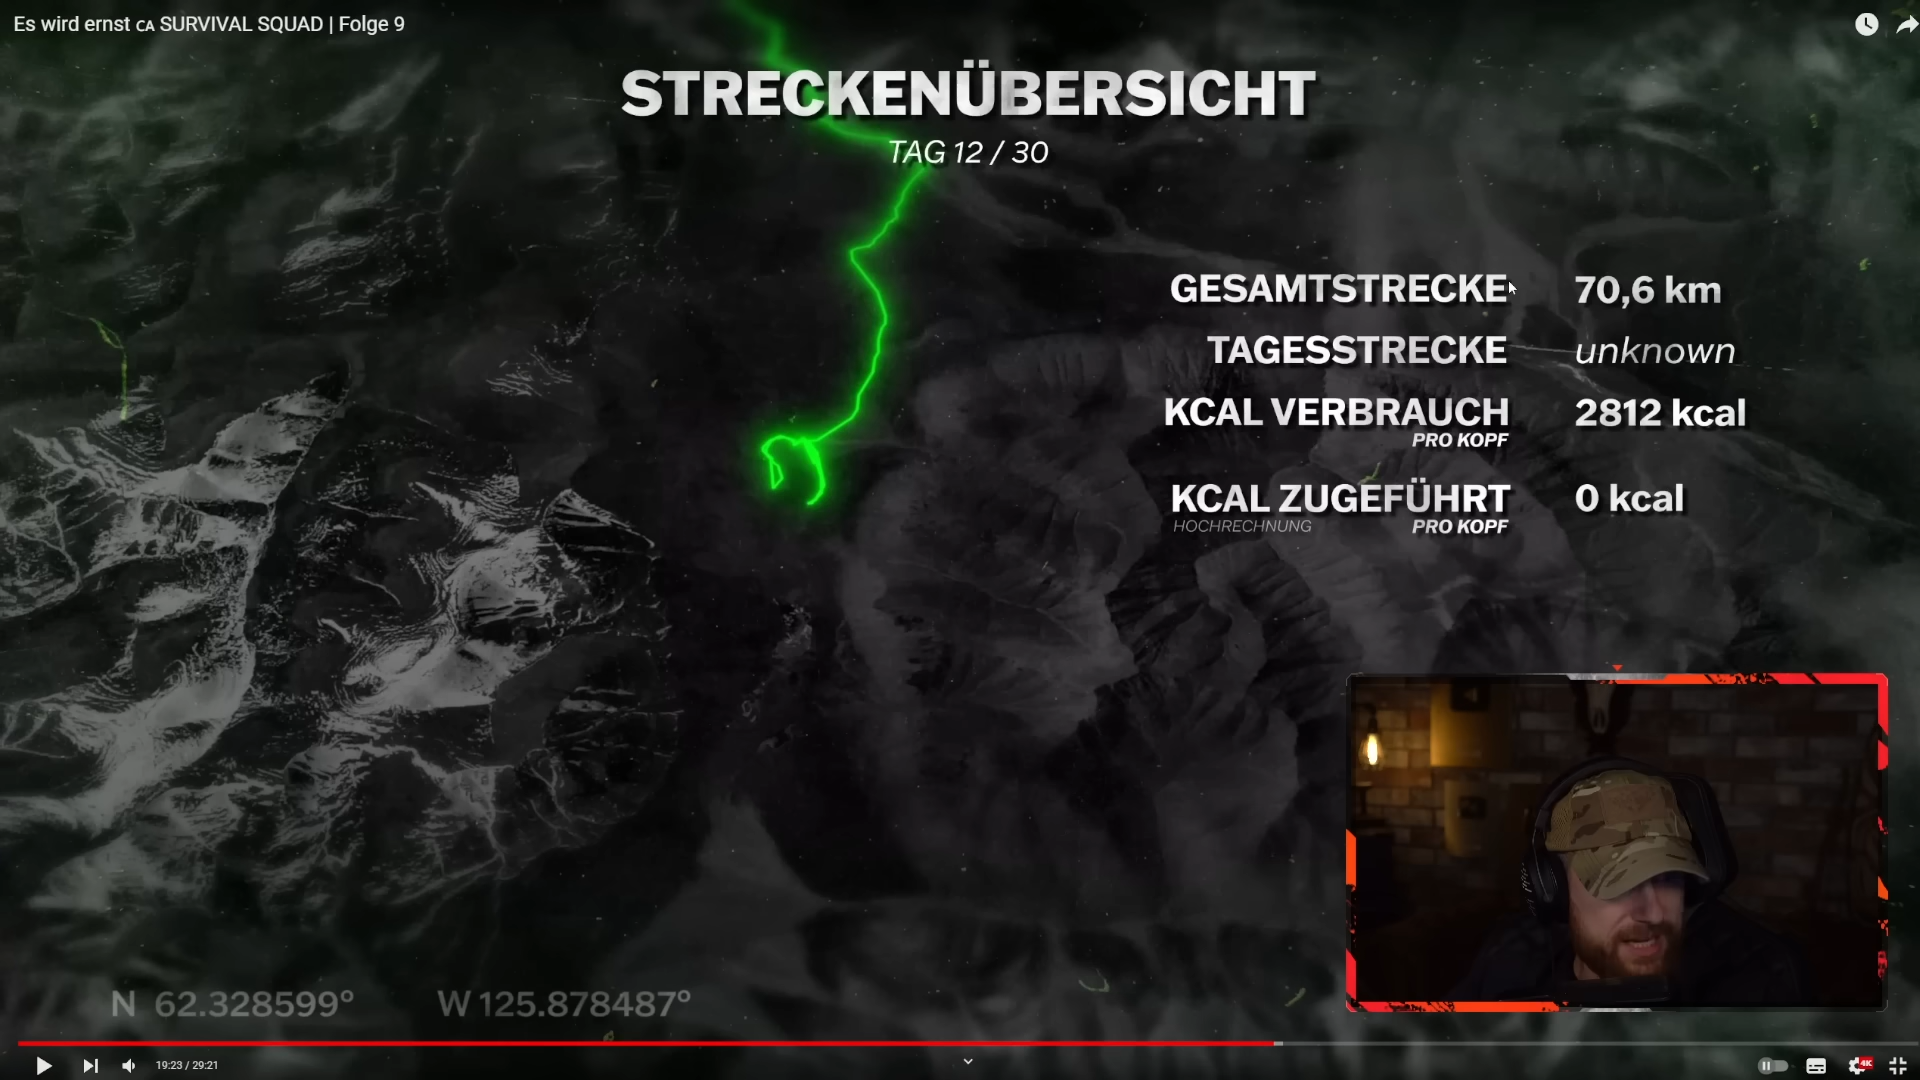 Es wird ernst CA SURVIVAL SQUAD | Folge 9
STRECKENÜBERSICHT
TAG 12 / 30
GESAMTSTRECKE 70,6 km
TAGESSTRECKE unknown
KCAL VERBRAUCH 2812 kcal
PRO KOPF
KCAL ZUGEFÜHRT 0 kcal
HOCHRECHNUNG PRO KOPF
N 62.328599° W 125.878487°
19:23 / 29:21
4K